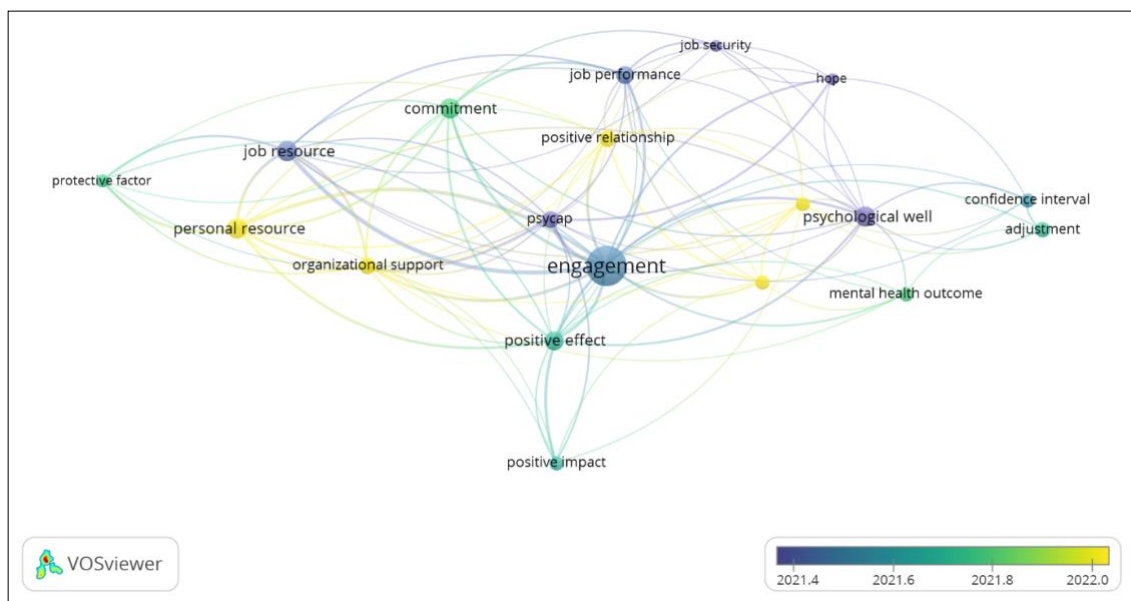 job security
job performance
hope
commitment
positive relationship
job resource
protective factor
confidence interval
psychological well
psycap
personal resource
adjustment
organizational support
engagement
mental health outcome
positive effect
positive impact
VOSviewer
2021.4 2021.6 2021.8 2022.0